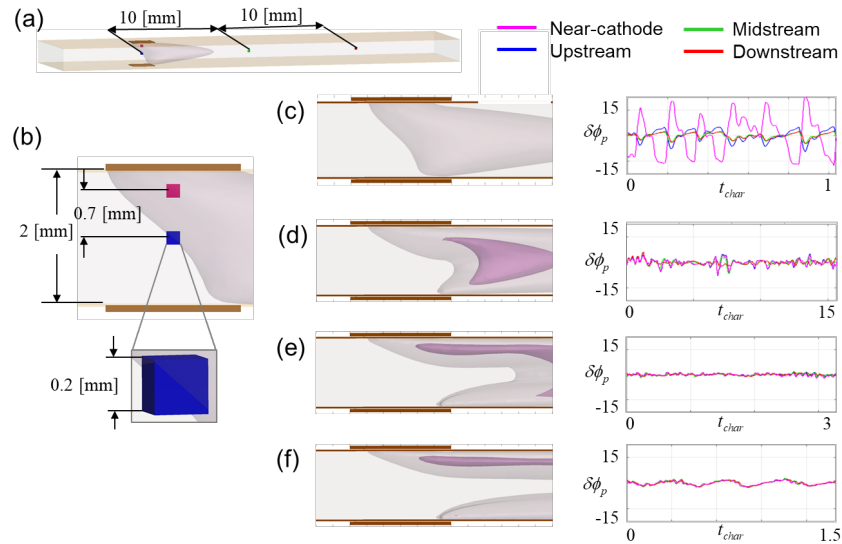 (a)
10 [mm]
10 [mm]
Near-cathode
Midstream
Upstream
Downstream
(b)
2 [mm]
0.7 [mm]
0.2 [mm]
(c)
15
δϕp
-15
0
tchar
1
(d)
15
δϕp
-15
0
tchar
15
(e)
15
δϕp
-15
0
tchar
3
(f)
15
δϕp
-15
0
tchar
1.5